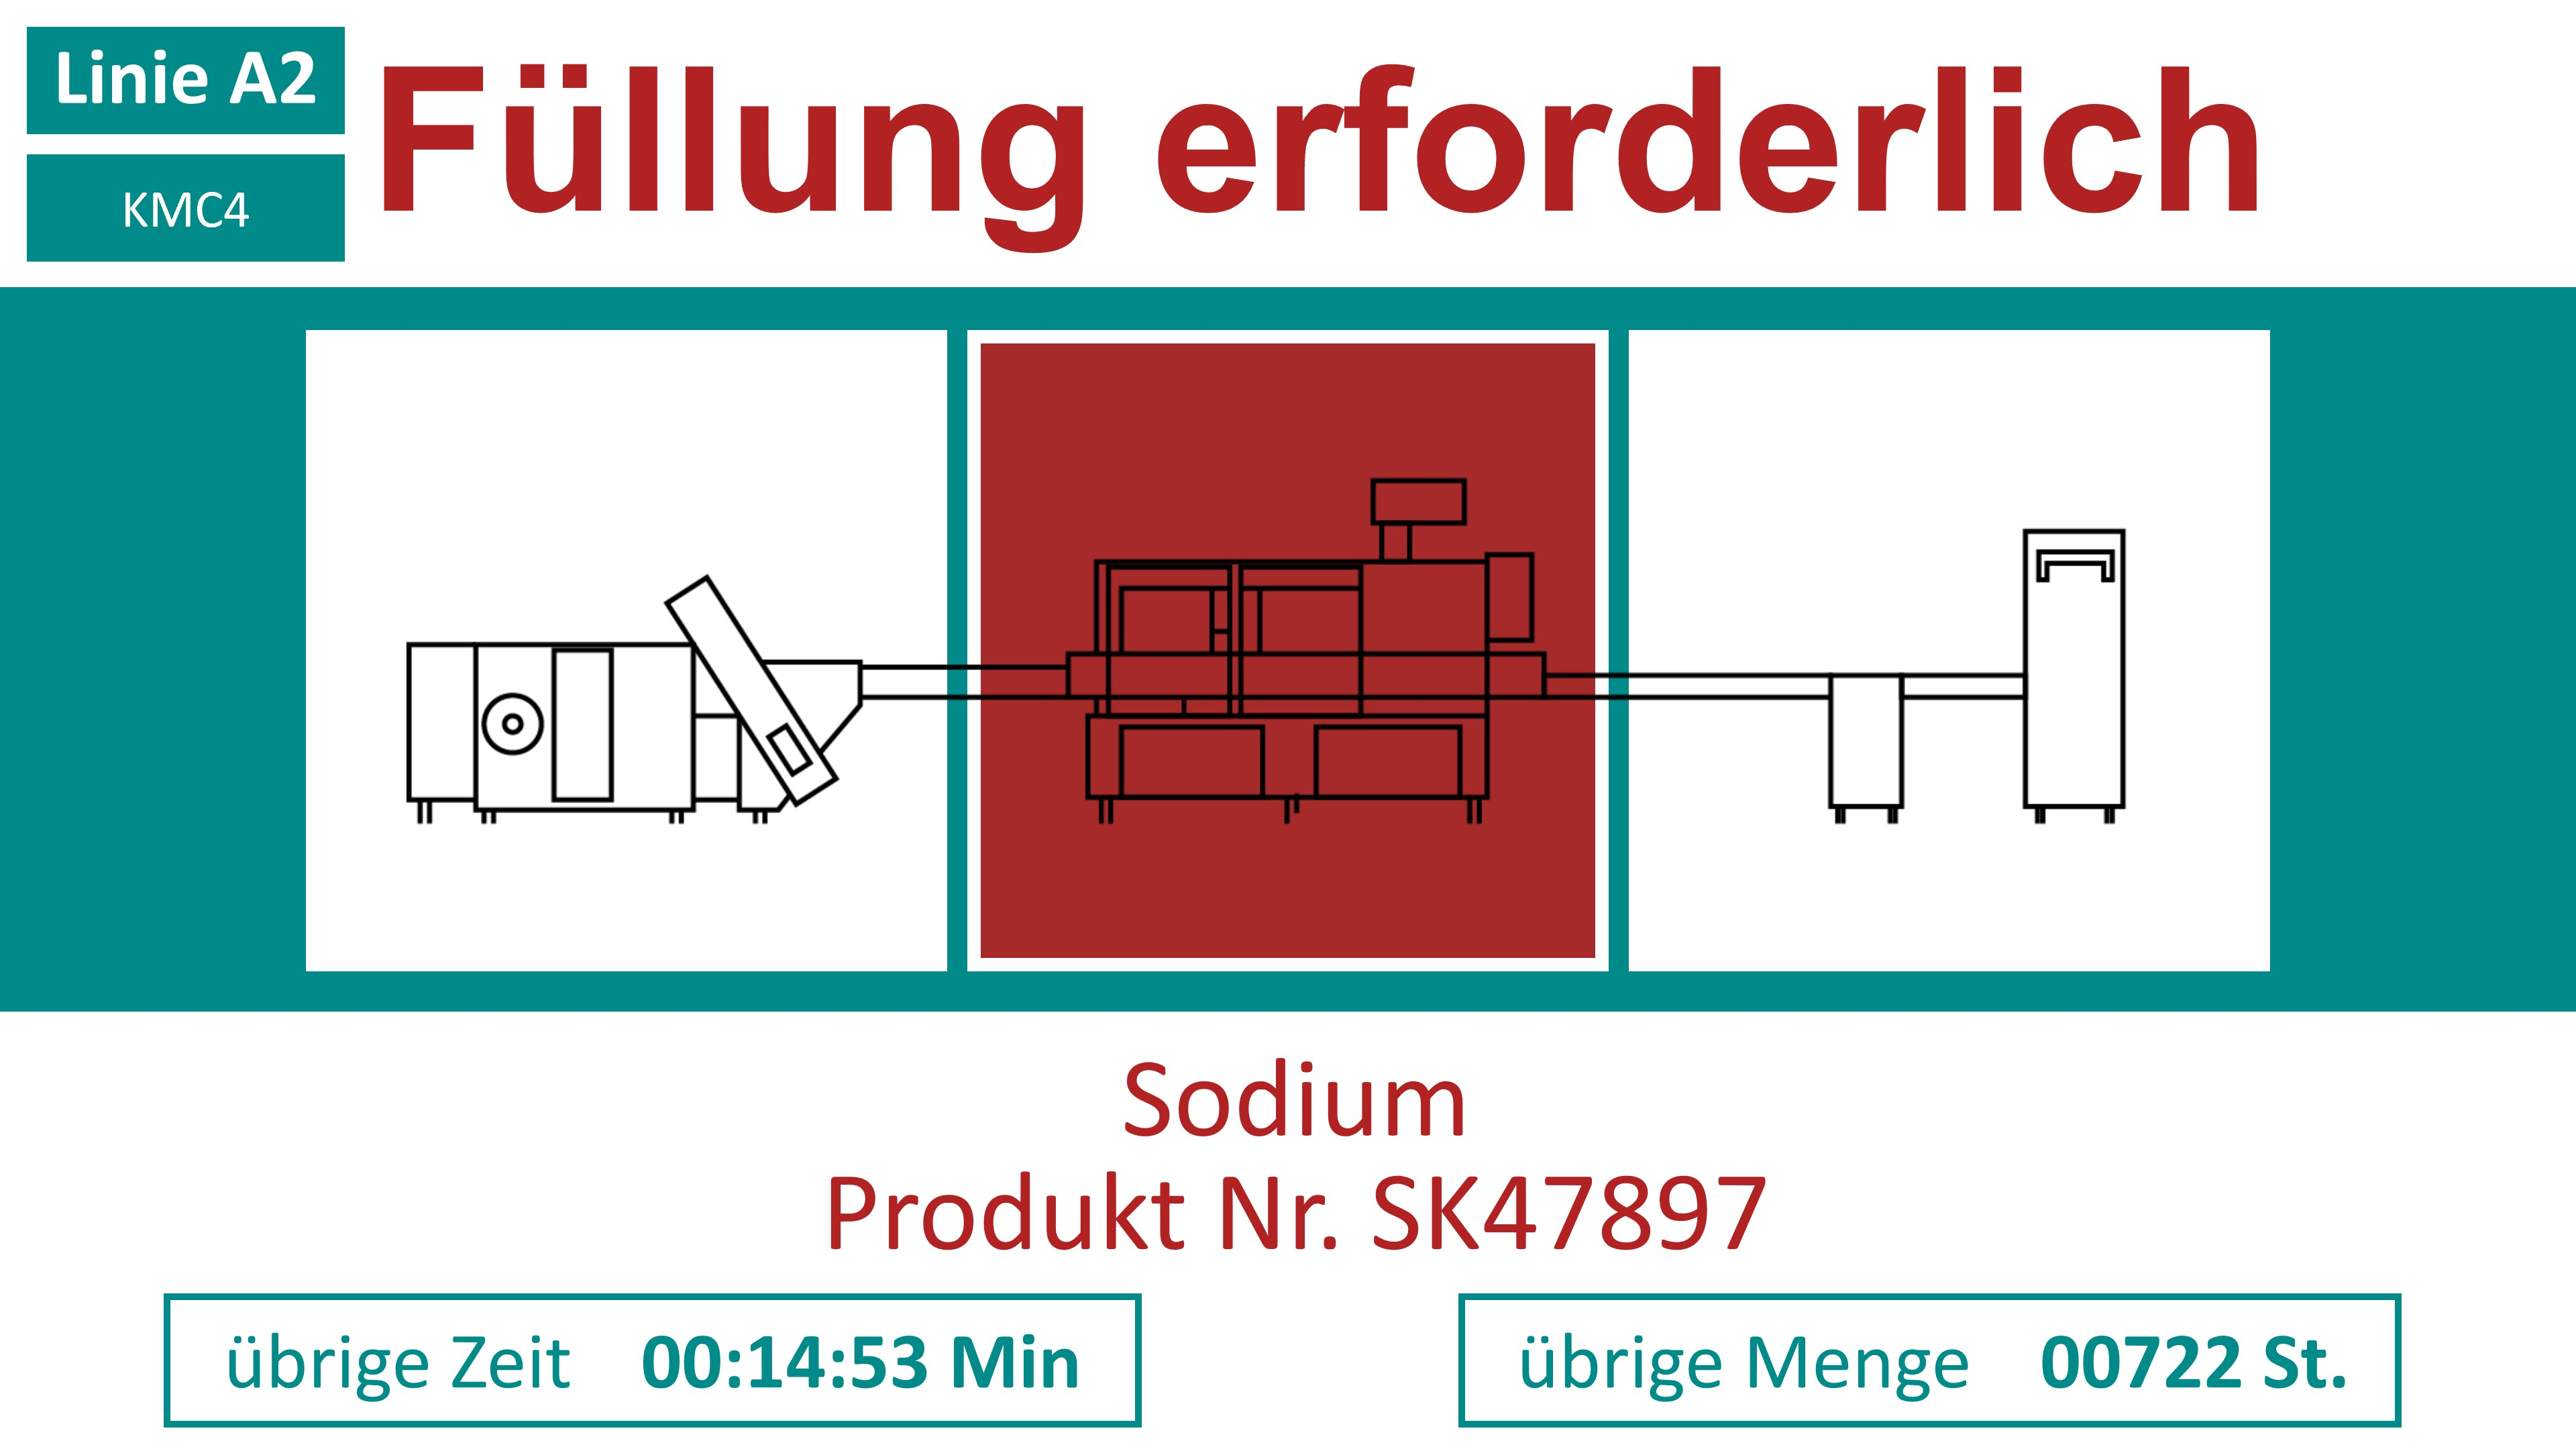 Linie A2
KMC4
Füllung erforderlich
Sodium
Produkt Nr. SK47897
übrige Zeit 00:14:53 Min
übrige Menge 00722 St.